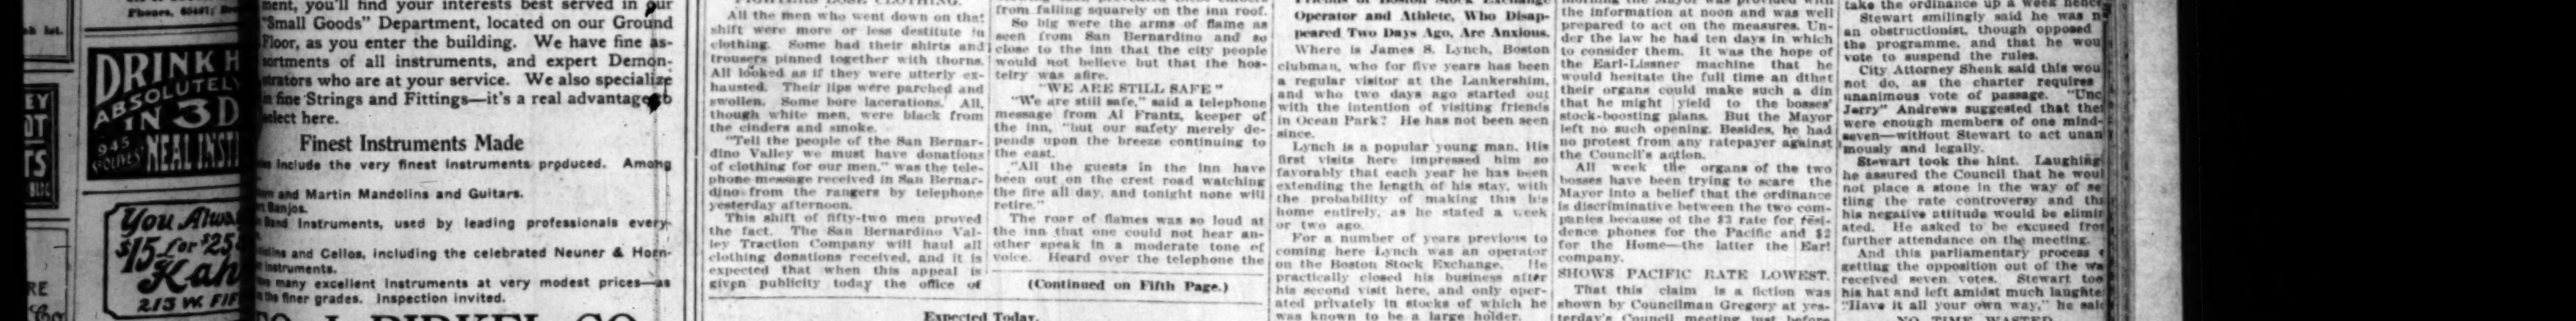 Phones,
DRINK H
ABSOLUTEL
IN 3 D
945
NEAL INST
You Alwa
$15 for $25
Kah
213 W. FIF
ment, you'll find your interests best served in our
"Small Goods" Department, located on our Ground
Floor, as you enter the building. We have fine as-
sortments of all instruments, and expert Demon-
strators who are at your service. We also specialize
in fine Strings and Fittings—it's a real advantage to
select here.
Finest Instruments Made
include the very finest instruments produced. Among
and Martin Mandolins and Guitars.
Banjos.
Band Instruments, used by leading professionals every-
and Cellos, including the celebrated Neuner & Horn-
instruments.
many excellent instruments at very modest prices—as
the finer grades. Inspection invited.
All the men who went down on that
shift were more or less destitute in
clothing. Some had their shirts and
trousers pinned together with thorns.
All looked as if they were utterly ex-
hausted. Their lips were parched and
swollen. Some bore lacerations. All,
though white men, were black from
the cinders and smoke.
"Tell the people of the San Bernar-
dino Valley we must have donations
of clothing for our men," was the tele-
phone message received in San Bernar-
dino from the rangers by telephone
yesterday afternoon.
This shift of fifty-two men proved
the fact. The San Bernardino Val-
ley Traction Company will haul all
clothing donations received, and it is
expected that when this appeal is
given publicity today the office of
from falling squarely on the inn roof.
So big were the arms of flame as
seen from San Bernardino and so
close to the inn that the city people
would not believe but that the hos-
telry was afire.
"WE ARE STILL SAFE"
"We are still safe," said a telephone
message from Al Frantz, keeper of
the inn, "but our safety merely de-
pends upon the breeze continuing to
the east.
"All the guests in the inn have
been out on the crest road watching
the fire all day, and tonight none will
retire."
The roar of flames was so loud at
the inn that one could not hear an-
other speak in a moderate tone of
voice. Heard over the telephone the
(Continued on Fifth Page.)
Expected Today.
Operator and Athlete, Who Disap-
peared Two Days Ago, Are Anxious.
Where is James S. Lynch, Boston
clubman, who for five years has been
a regular visitor at the Lankershim,
and who two days ago started out
with the intention of visiting friends
in Ocean Park? He has not been seen
since.
Lynch is a popular young man. His
first visits here impressed him so
favorably that each year he has been
extending the length of his stay, with
the probability of making this his
home entirely, as he stated a week
or two ago.
For a number of years previous to
coming here Lynch was an operator
on the Boston Stock Exchange. He
practically closed his business after
his second visit here, and only oper-
ated privately in stocks of which he
was known to be a large holder.
the information at noon and was well
prepared to act on the measures. Un-
der the law he had ten days in which
to consider them. It was the hope of
the Earl-Lissner machine that he
would hesitate the full time an dthet
their organs could make such a din
that he might yield to the bosses'
stock-boosting plans. But the Mayor
left no such opening. Besides, he had
no protest from any ratepayer against
the Council's action.
All week the organs of the two
bosses have been trying to scare the
Mayor into a belief that the ordinance
is discriminative between the two com-
panies because of the $3 rate for resi-
dence phones for the Pacific and $2
for the Home—the latter the Earl
company.
SHOWS PACIFIC RATE LOWEST.
That this claim is a fiction was
shown by Councilman Gregory at yes-
terday's Council meeting just before
take the ordinance up a week hence
Stewart smilingly said he was n
an obstructionist, though opposed
the programme, and that he wou
vote to suspend the rules.
City Attorney Shenk said this wou
not do, as the charter requires
unanimous vote of passage. "Unc
Jerry" Andrews suggested that ther
were enough members of one mind—
seven—without Stewart to act unan
mously and legally.
Stewart took the hint. Laughing
he assured the Council that he woul
not place a stone in the way of se
tling the rate controversy and tha
his negative attitude would be elimir
ated. He asked to be excused from
further attendance on the meeting.
And this parliamentary process
getting the opposition out of the wa
received seven votes. Stewart too
his hat and left amidst much laughte
"Have it all your own way," he said
NO TIME WASTED